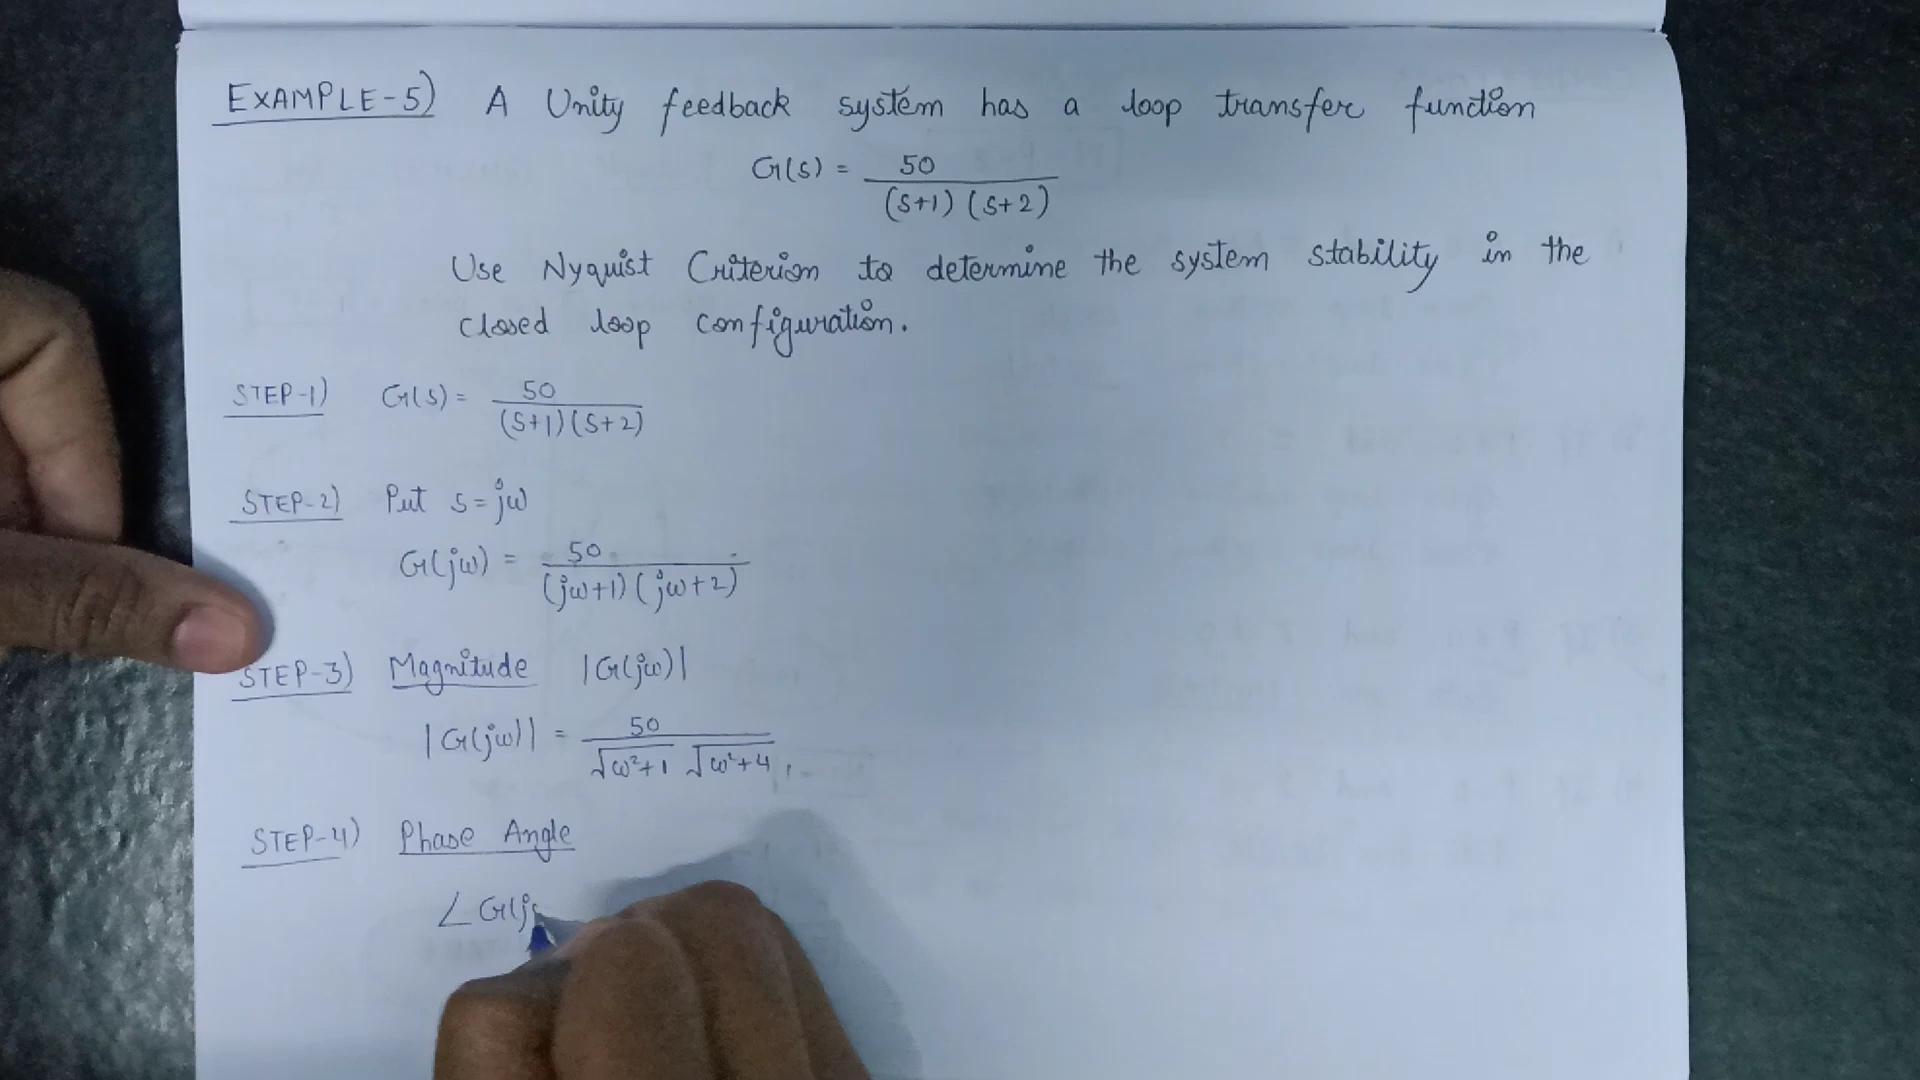 EXAMPLE-5) A Unity feedback system has a loop transfer function
G(s) = 50 / (s+1) (s+2)
Use Nyquist Criterion to determine the system stability in the
closed loop configuration.
STEP-1) G(s) = 50 / (s+1)(s+2)
STEP-2) Put s=jω
G(jω) = 50 / (jω+1) (jω+2)
STEP-3) Magnitude |G(jω)|
|G(jω)| = 50 / √ω²+1 √ω²+4
STEP-4) Phase Angle
∠G(j